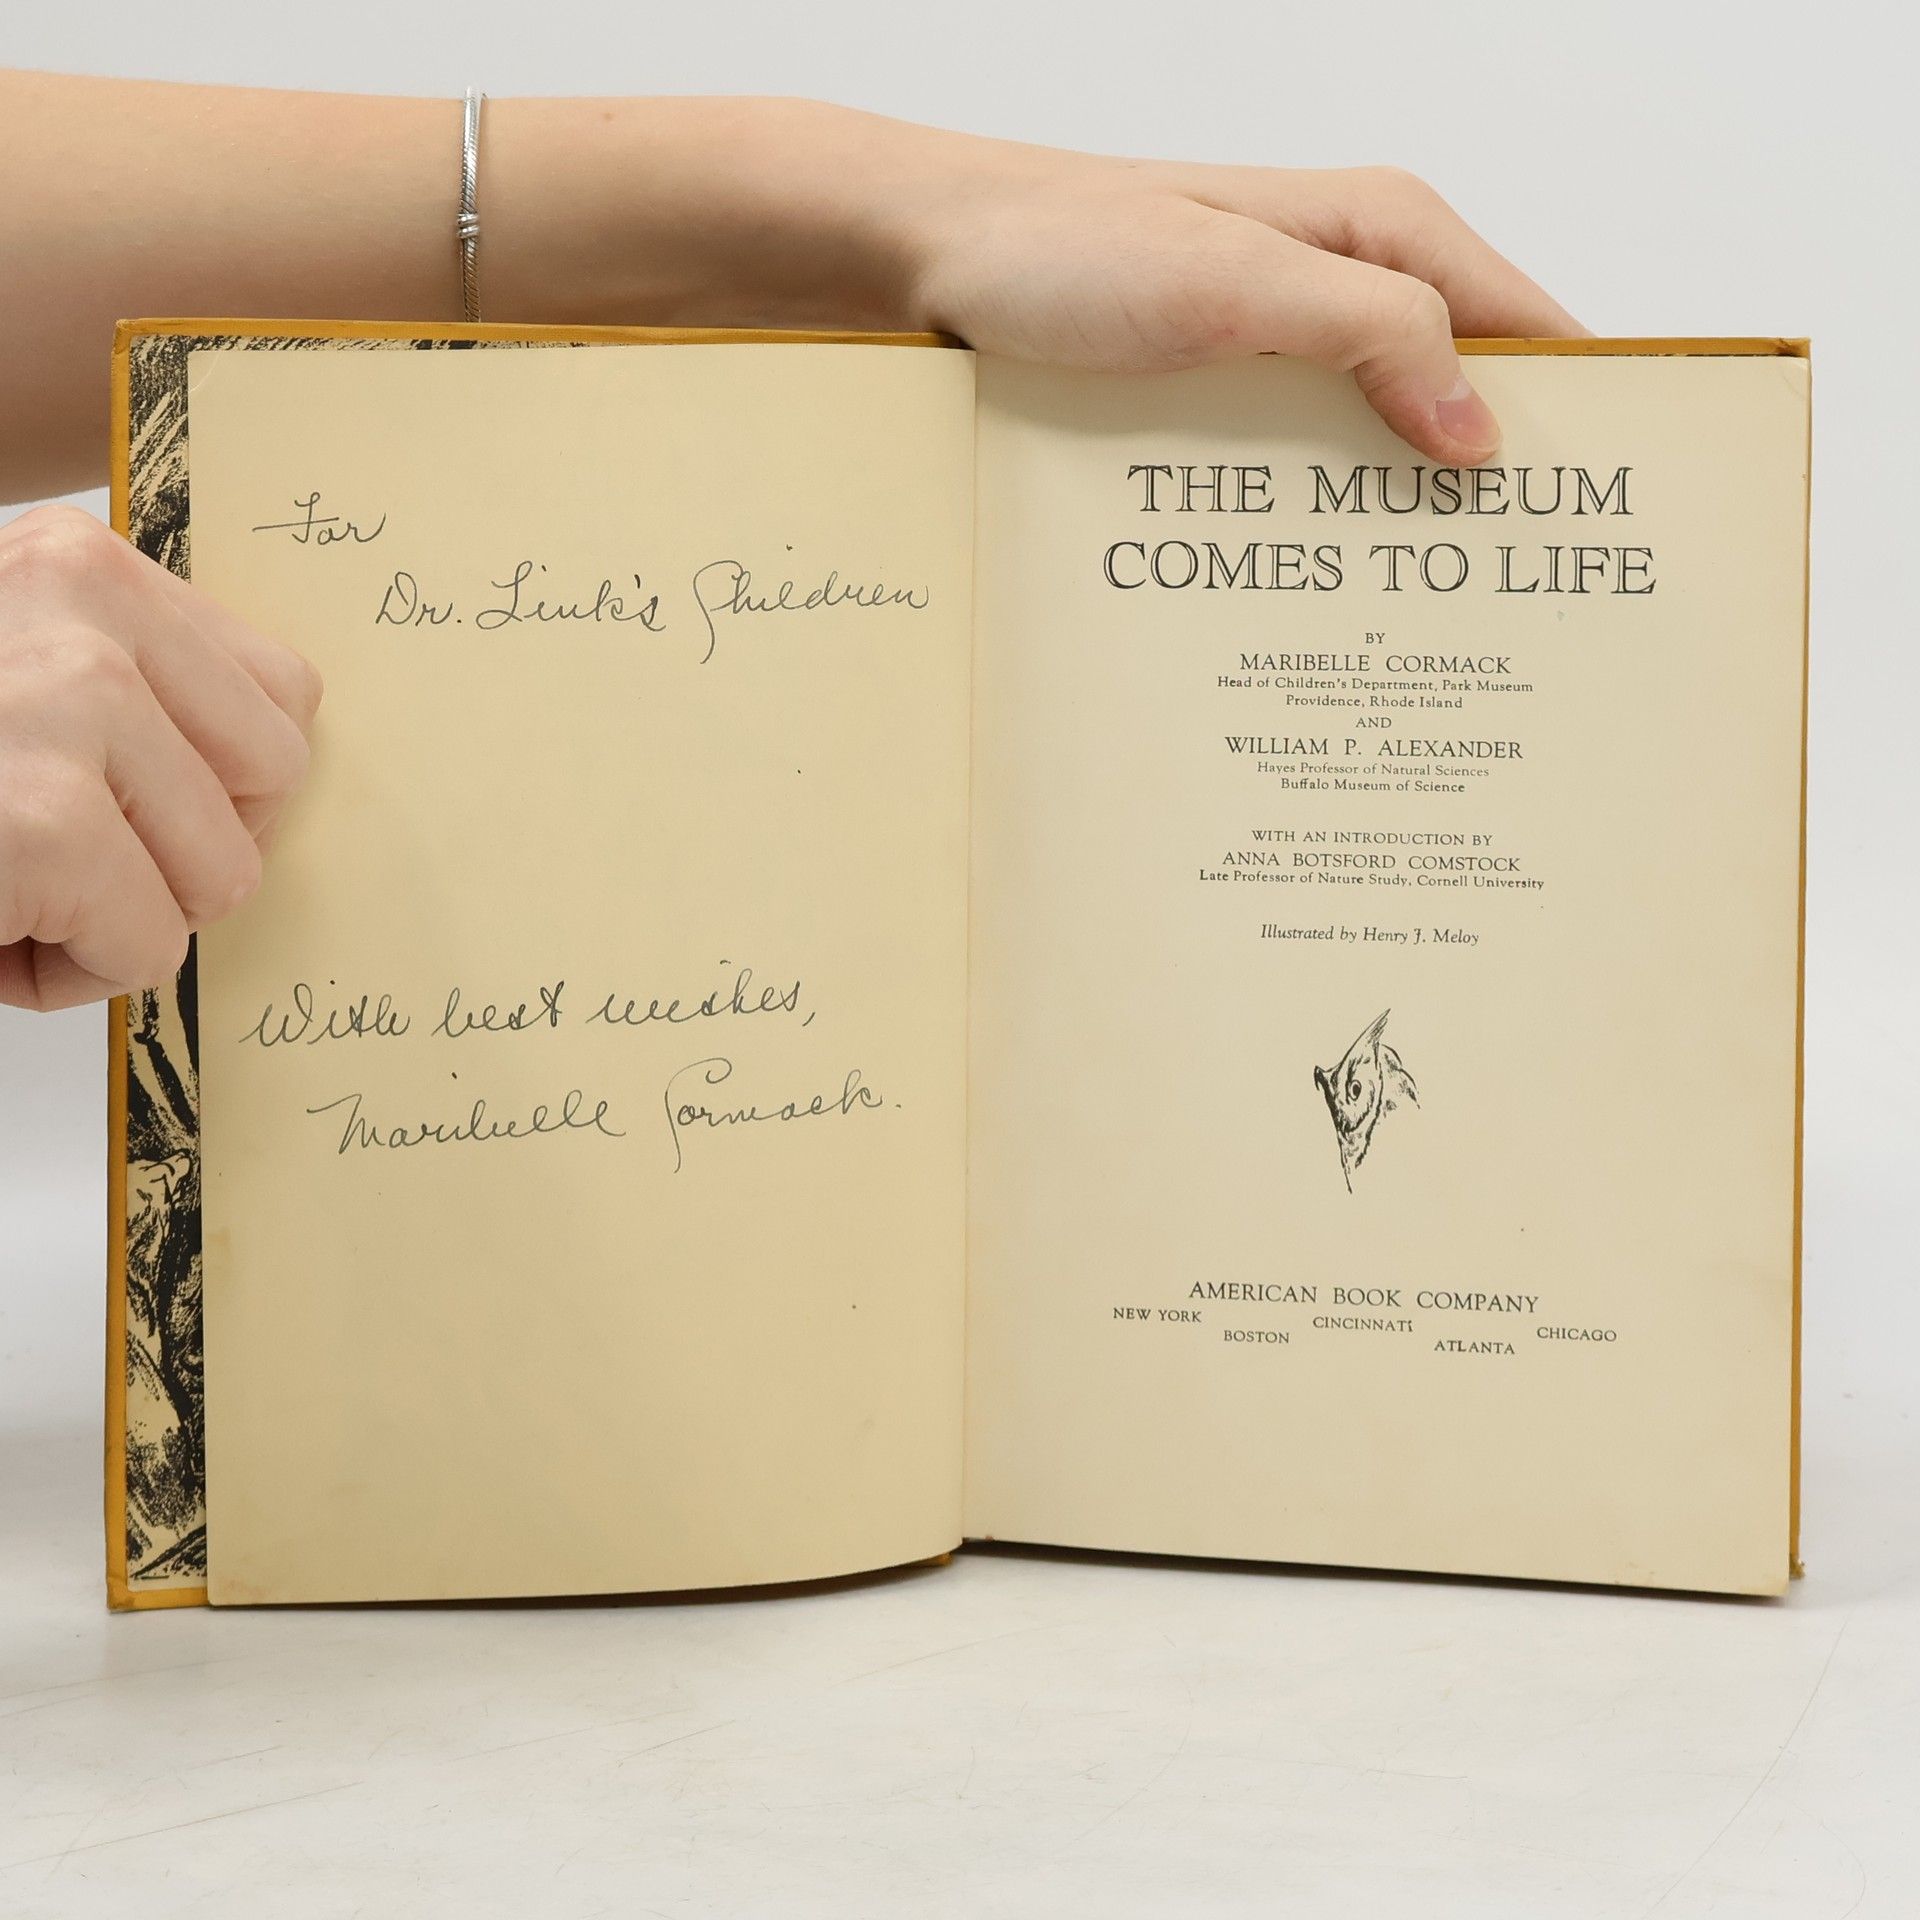 For
Dr. Link's Children
With best wishes,
Maribelle Cormack.
THE MUSEUM
COMES TO LIFE
BY
MARIBELLE CORMACK
Head of Children's Department, Park Museum
Providence, Rhode Island
AND
WILLIAM P. ALEXANDER
Hayes Professor of Natural Sciences
Buffalo Museum of Science
WITH AN INTRODUCTION BY
ANNA BOTSFORD COMSTOCK
Late Professor of Nature Study, Cornell University
Illustrated by Henry J. Meloy
AMERICAN BOOK COMPANY
NEW YORK CINCINNATI CHICAGO
BOSTON ATLANTA